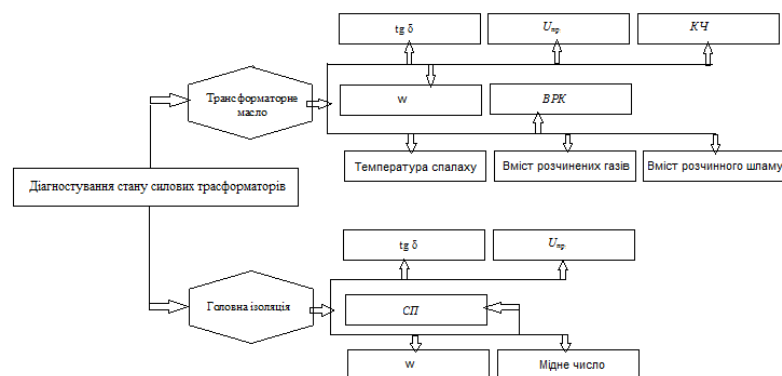 tg δ
Uпр
КЧ
Трансформаторне
масло
w
ВРК
Температура спалаху
Вміст розчинених газів
Вміст розчинного шламу
Діагностування стану силових трасформаторів
tg δ
Uпр
Головна ізоляція
СП
w
Мідне число